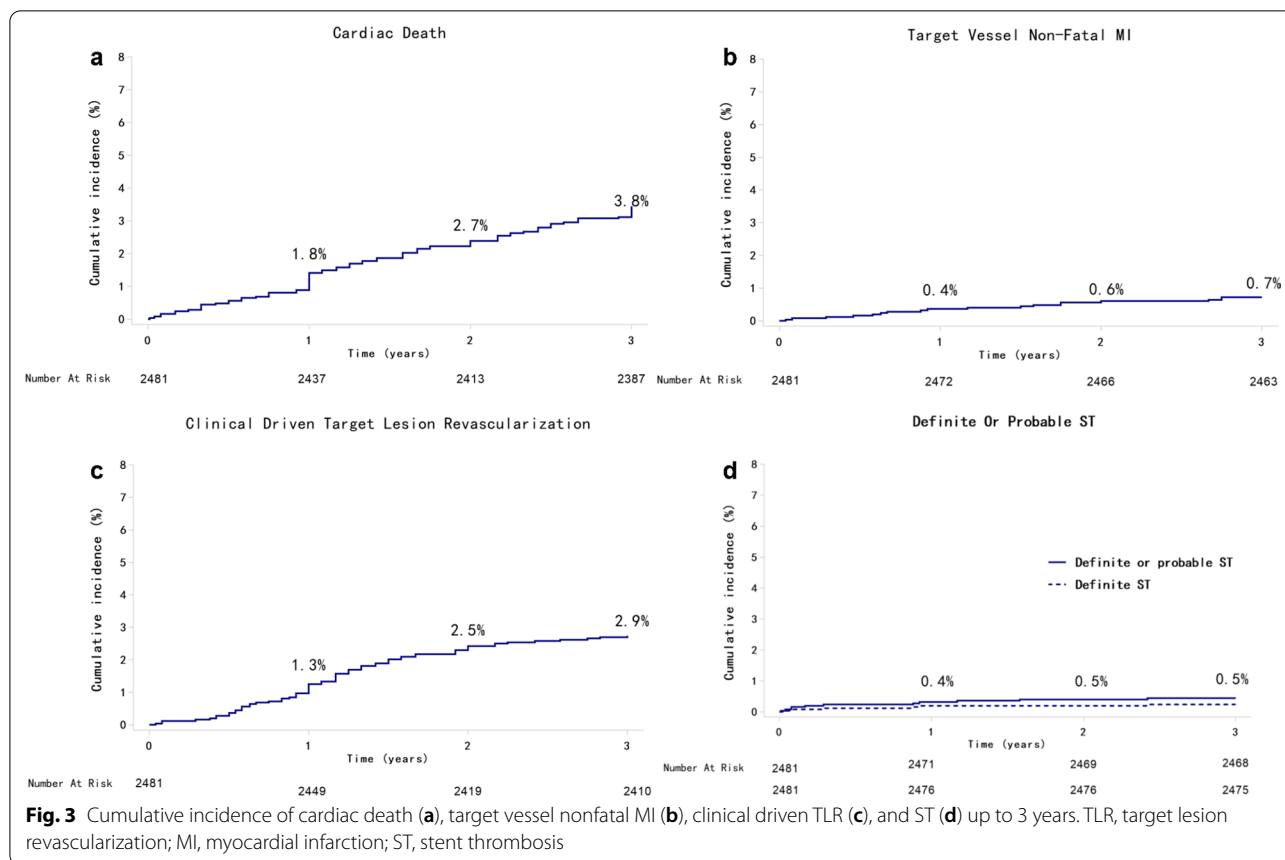 Cardiac Death
a
8
7
6
5
4
3
2
1
0
Cumulative incidence (%)
1.8%
2.7%
3.8%
0 1 2 3
Time (years)
Number At Risk 2481 2437 2413 2387
Target Vessel Non-Fatal MI
b
8
7
6
5
4
3
2
1
0
Cumulative incidence (%)
0.4%
0.6%
0.7%
0 1 2 3
Time (years)
Number At Risk 2481 2472 2466 2463
Clinical Driven Target Lesion Revascularization
c
8
7
6
5
4
3
2
1
0
Cumulative incidence (%)
1.3%
2.5%
2.9%
0 1 2 3
Time (years)
Number At Risk 2481 2449 2419 2410
Definite Or Probable ST
d
8
7
6
5
4
3
2
1
0
Cumulative incidence (%)
Definite or probable ST
Definite ST
0.4%
0.5%
0.5%
0 1 2 3
Time (years)
Number At Risk 2481 2471 2469 2468
2481 2476 2476 2475
Fig. 3 Cumulative incidence of cardiac death (a), target vessel nonfatal MI (b), clinical driven TLR (c), and ST (d) up to 3 years. TLR, target lesion
revascularization; MI, myocardial infarction; ST, stent thrombosis